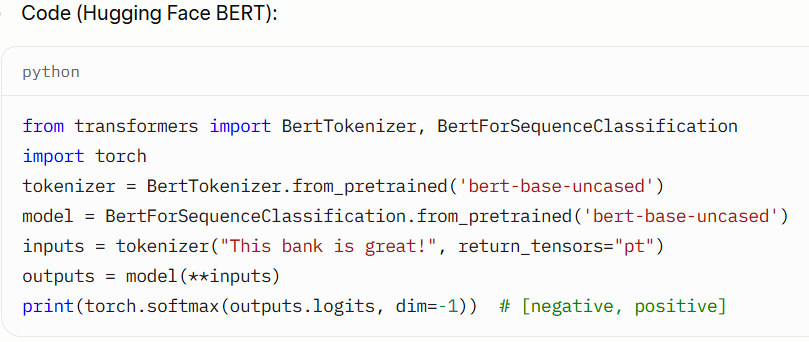 Code (Hugging Face BERT):
python
from transformers import BertTokenizer, BertForSequenceClassification
import torch
tokenizer = BertTokenizer.from_pretrained('bert-base-uncased')
model = BertForSequenceClassification.from_pretrained('bert-base-uncased')
inputs = tokenizer("This bank is great!", return_tensors="pt")
outputs = model(**inputs)
print(torch.softmax(outputs.logits, dim=-1))  # [negative, positive]